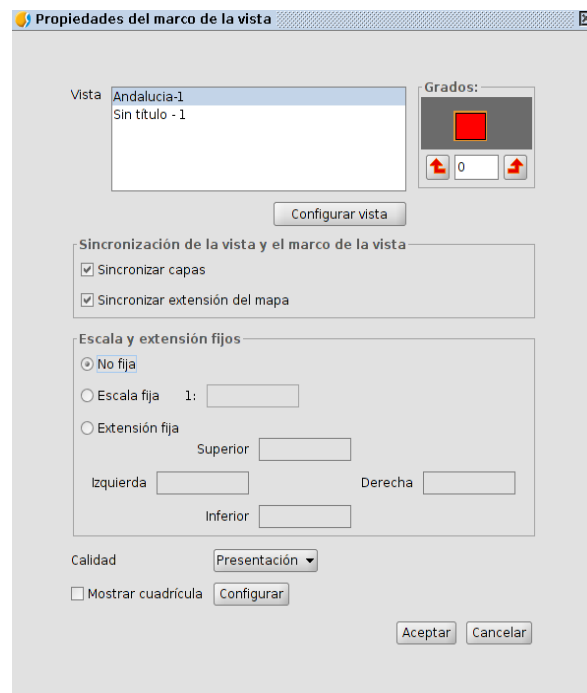 Propiedades del marco de la vista
Vista
Andalucia-1
Sin título - 1
Grados:
0
Configurar vista
Sincronización de la vista y el marco de la vista
Sincronizar capas
Sincronizar extensión del mapa
Escala y extensión fijos
No fija
Escala fija 1:
Extensión fija
Superior
Izquierda Derecha
Inferior
Calidad Presentación
Mostrar cuadrícula Configurar
Aceptar Cancelar